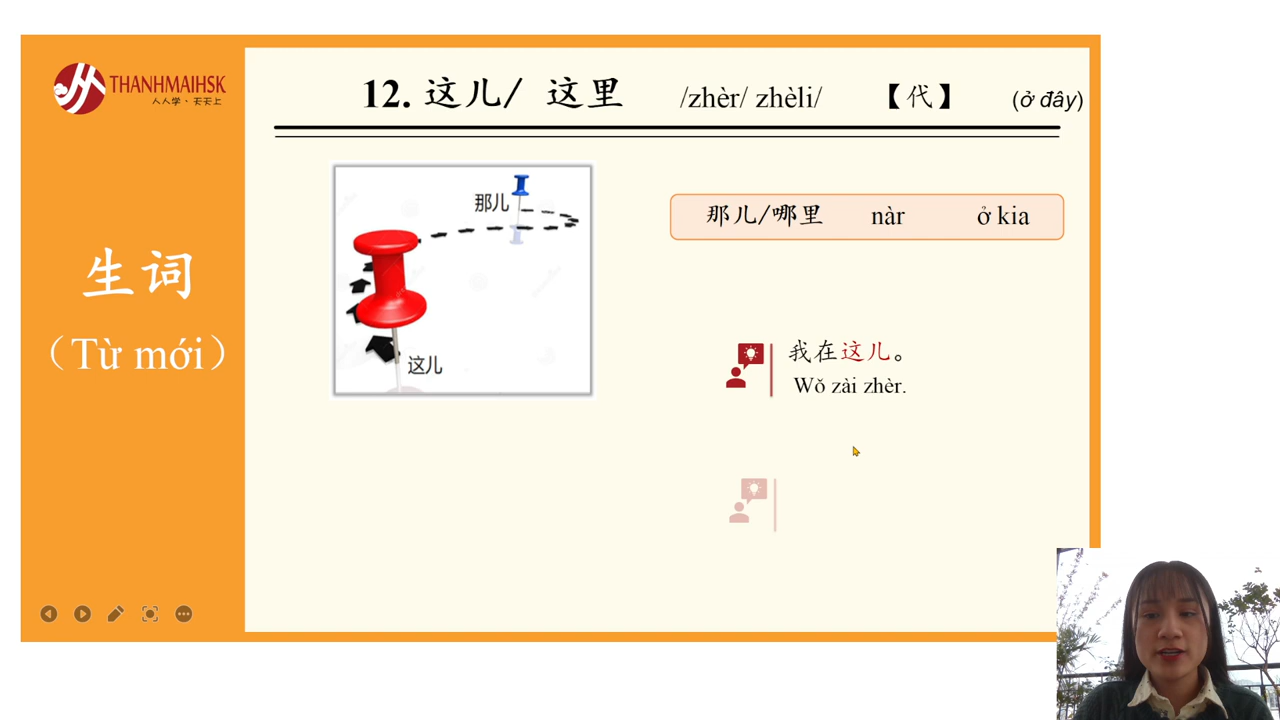 THANHMAIHSK
人人学·天天上
12. 这儿/ 这里 /zhèr/ zhèli/ 【代】 (ở đây)
生词
(Từ mới)
那儿
这儿
那儿/哪里 nàr ở kia
我在这儿。
Wǒ zài zhèr.